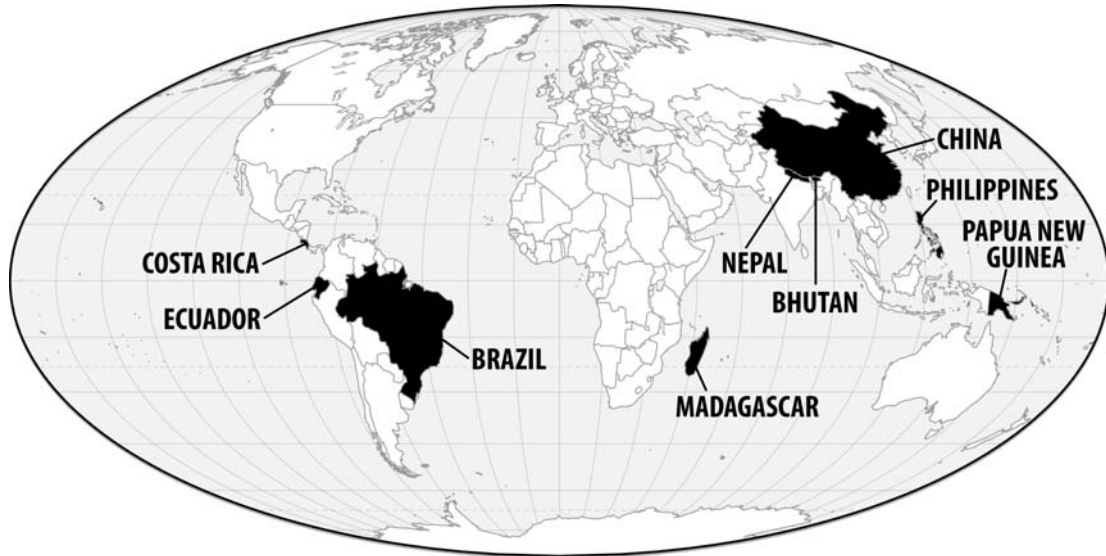 CHINA
PHILIPPINES
PAPUA NEW
GUINEA
NEPAL
BHUTAN
COSTA RICA
ECUADOR
BRAZIL
MADAGASCAR